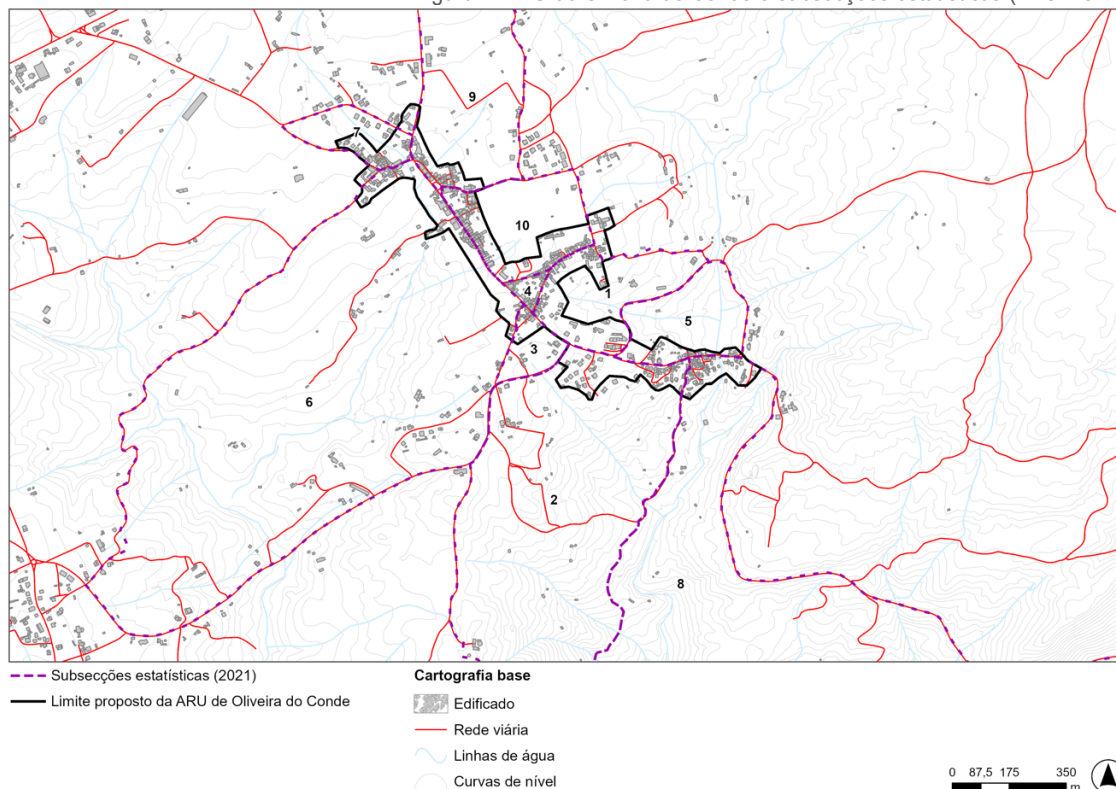 9
7
10
1
4
5
3
6
2
8
Subsecções estatísticas (2021)
Limite proposto da ARU de Oliveira do Conde
Cartografia base
Edificado
Rede viária
Linhas de água
Curvas de nível
0 87,5 175 350
m